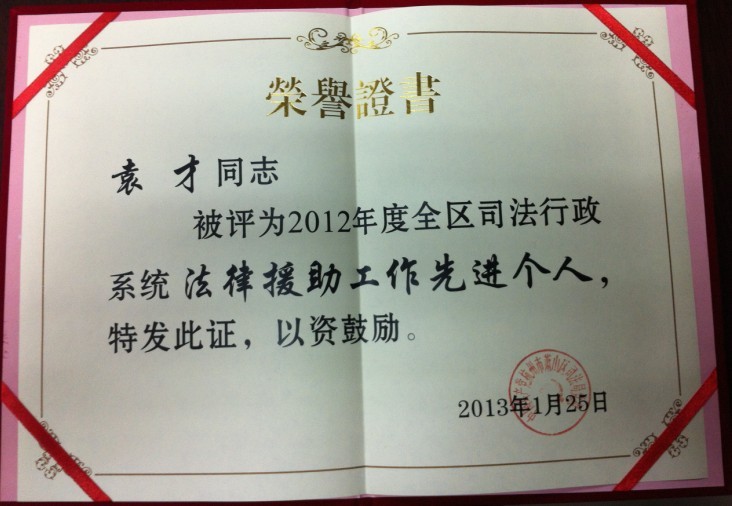 榮譽證書
袁才同志
被评为2012年度全区司法行政
系统法律援助工作先进个人，
特发此证，以资鼓励。
2013年1月25日